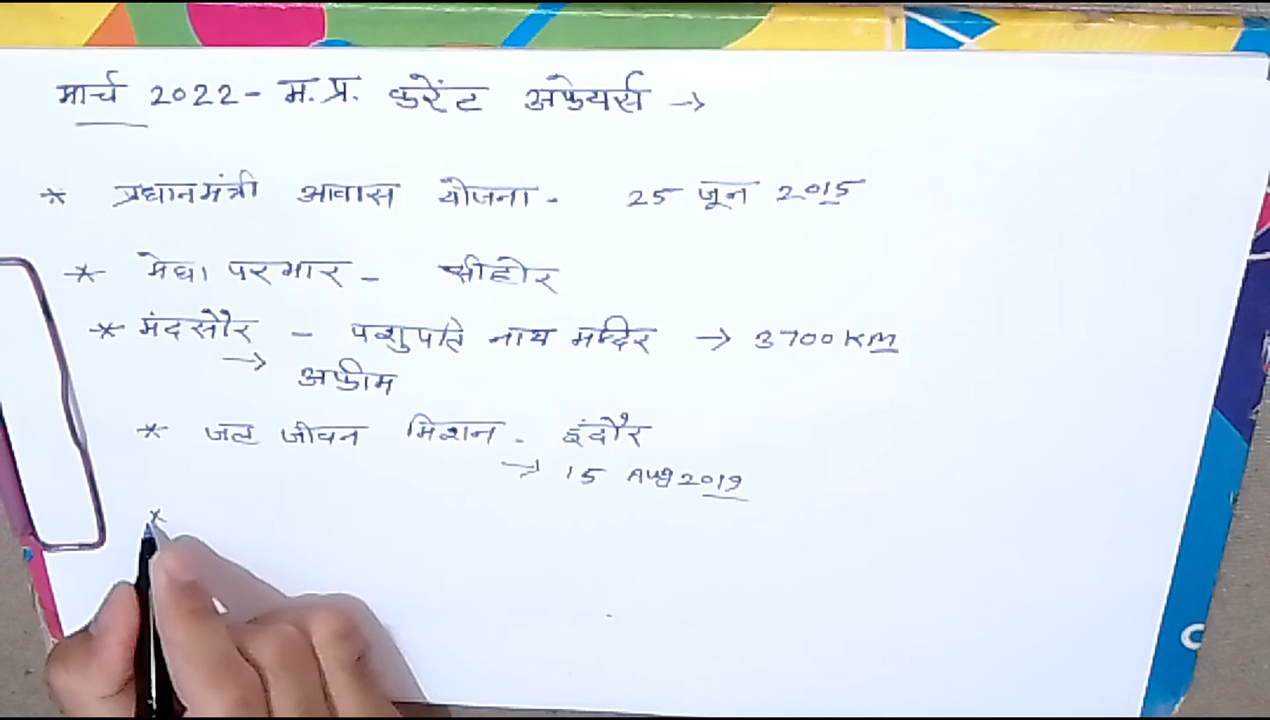 मार्च 2022 - म.प्र. करेंट अफेयर्स →
* प्रधानमंत्री आवास योजना - 25 जून 2015
* मेघा परमार - सीहोर
* मंदसौर - पशुपति नाथ मन्दिर → 3700 KM
→ अफीम
* जल जीवन मिशन - इंदौर
→ 15 Aug 2019
*